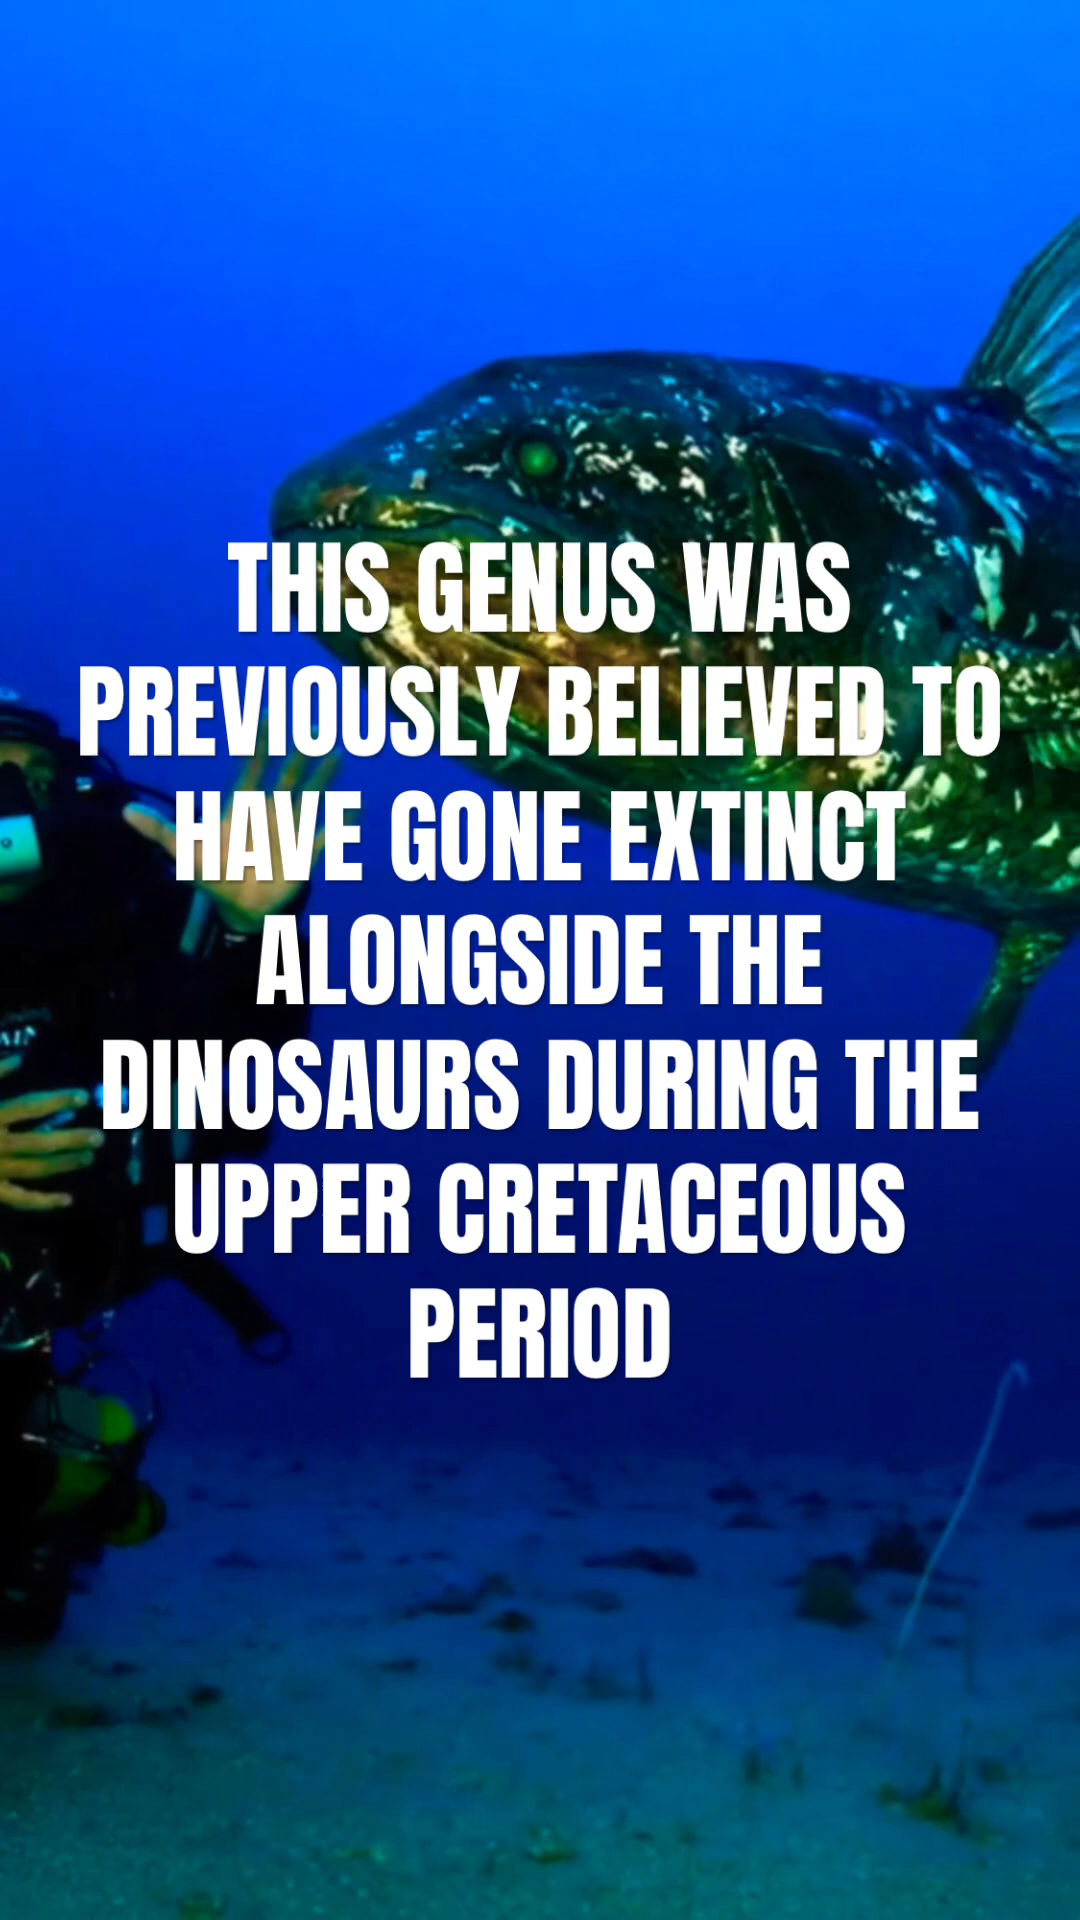 THIS GENUS WAS
PREVIOUSLY BELIEVED TO
HAVE GONE EXTINCT
ALONGSIDE THE
DINOSAURS DURING THE
UPPER CRETACEOUS
PERIOD